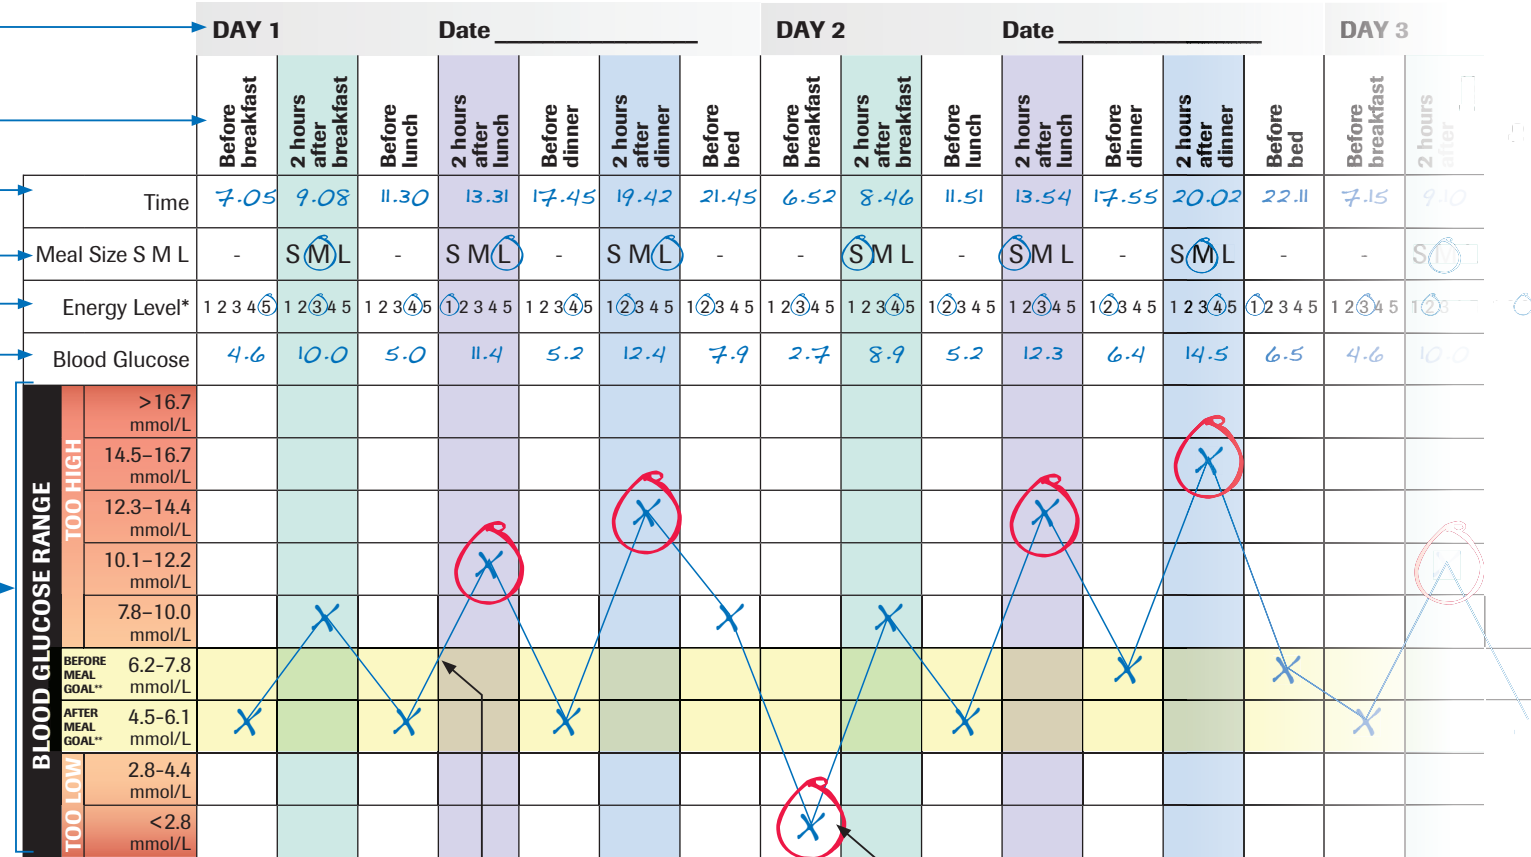 DAY 1 Date DAY 2 Date DAY 3
Before breakfast 2 hours after breakfast Before lunch 2 hours after lunch Before dinner 2 hours after dinner Before bed Before breakfast 2 hours after breakfast Before lunch 2 hours after lunch Before dinner 2 hours after dinner Before bed Before breakfast 2 hours after
Time 7.05 9.08 11.30 13.31 17.45 19.42 21.45 6.52 8.46 11.51 13.54 17.55 20.02 22.11 7.15 9.10
Meal Size S M L - S M L - S M L - S M L - - S M L - S M L - S M L - - S M
Energy Level* 1 2 3 4 5 1 2 3 4 5 1 2 3 4 5 1 2 3 4 5 1 2 3 4 5 1 2 3 4 5 1 2 3 4 5 1 2 3 4 5 1 2 3 4 5 1 2 3 4 5 1 2 3 4 5 1 2 3 4 5 1 2 3 4 5 1 2 3 4 5 1 2 3 4 5 1 2 3
Blood Glucose 4.6 10.0 5.0 11.4 5.2 12.4 7.9 2.7 8.9 5.2 12.3 6.4 14.5 6.5 4.6 10.0
BLOOD GLUCOSE RANGE
TOO HIGH
>16.7
mmol/L
14.5–16.7
mmol/L
12.3–14.4
mmol/L
10.1–12.2
mmol/L
7.8–10.0
mmol/L
BEFORE MEAL GOAL**
6.2–7.8
mmol/L
AFTER MEAL GOAL**
4.5-6.1
mmol/L
TOO LOW
2.8-4.4
mmol/L
<2.8
mmol/L